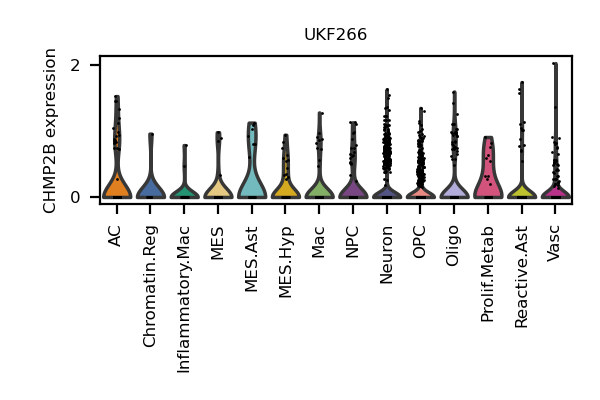 UKF266
CHMP2B expression
2
0
AC
Chromatin.Reg
Inflammatory.Mac
MES
MES.Ast
MES.Hyp
Mac
NPC
Neuron
OPC
Oligo
Prolif.Metab
Reactive.Ast
Vasc